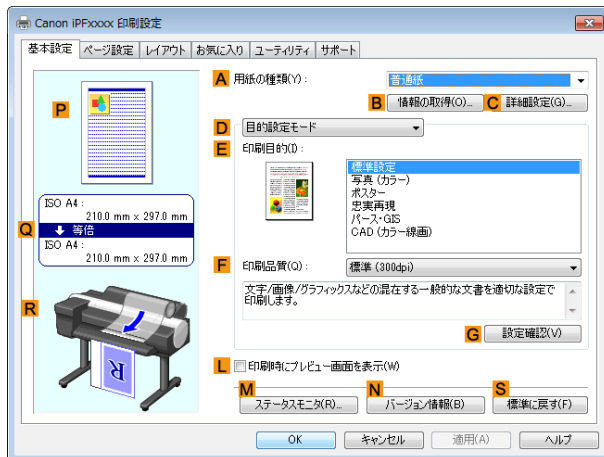 Canon iPFxxxx 印刷設定
基本設定 ページ設定 レイアウト お気に入り ユーティリティ サポート
A 用紙の種類(Y): 普通紙
B 情報の取得(O)... C 詳細設定(G)...
P
D 目的設定モード
E 印刷目的(I):
標準設定
写真 (カラー)
ポスター
忠実再現
パース・GIS
CAD (カラー線画)
Q
ISO A4:
210.0 mm x 297.0 mm
等倍
ISO A4:
210.0 mm x 297.0 mm
F 印刷品質(Q): 標準 (300dpi)
文字/画像/グラフィックスなどの混在する一般的な文書を適切な設定で
印刷します。
R
R
G 設定確認(V)
L 印刷時にプレビュー画面を表示(W)
M ステータスモニタ(R)... N バージョン情報(B) S 標準に戻す(F)
OK キャンセル 適用(A) ヘルプ